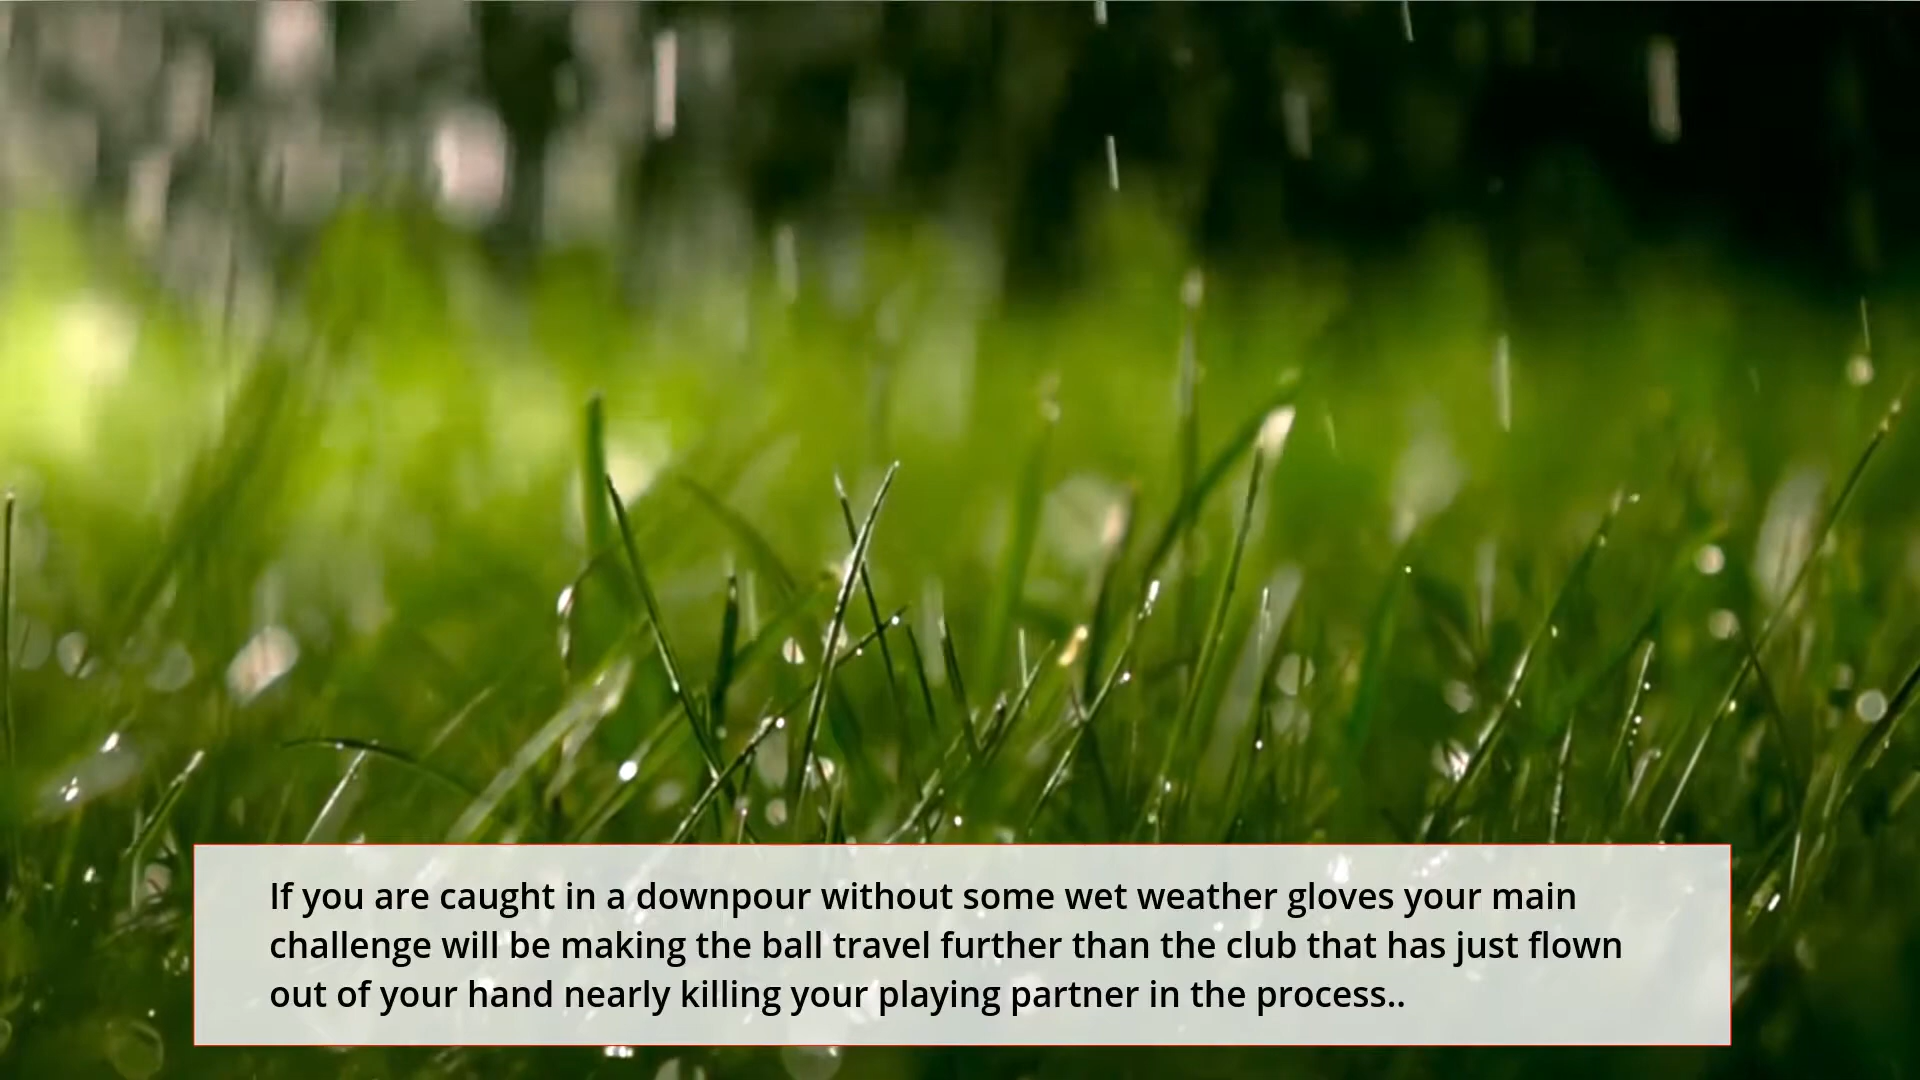 If you are caught in a downpour without some wet weather gloves your main
challenge will be making the ball travel further than the club that has just flown
out of your hand nearly killing your playing partner in the process..